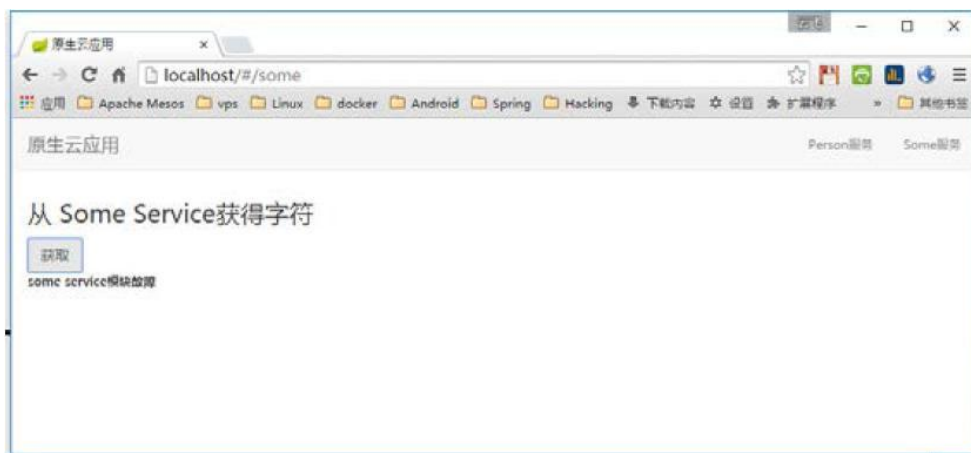 原生云应用
localhost/#/some
应用 Apache Mesos vps Linux docker Android Spring Hacking 下载内容 设置 扩展程序 » 其他书签
原生云应用 Person服务 Some服务
从 Some Service获得字符
获取
some service模块故障